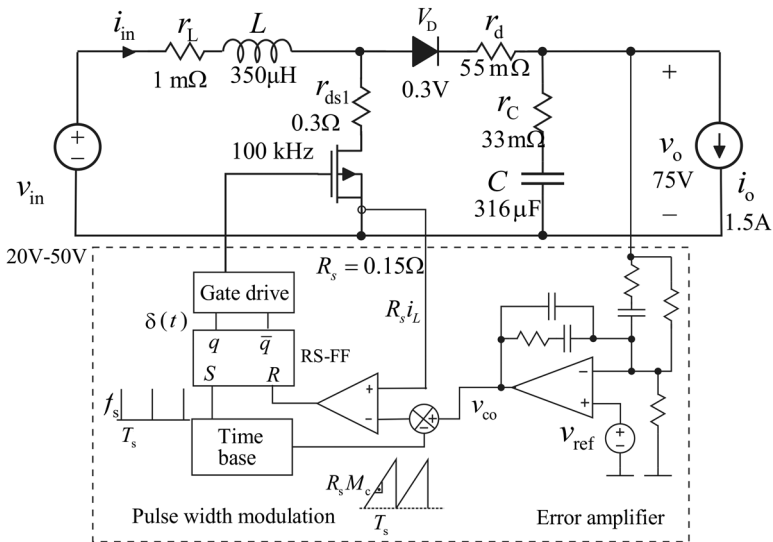 i_in
r_L
L
V_D
r_d
1 mΩ
350μH
0.3V
55 mΩ
r_ds1
0.3Ω
r_C
33mΩ
100 kHz
+
−
v_in
C
316 μF
+
v_o
75V
−
i_o
1.5A
20V-50V
R_s = 0.15Ω
Gate drive
δ(t)
R_s i_L
q
q̅
RS-FF
S
R
f_s
T_s
Time
base
+
−
+
−
v_co
−
+
v_ref
+
−
R_s M_c
T_s
Pulse width modulation
Error amplifier